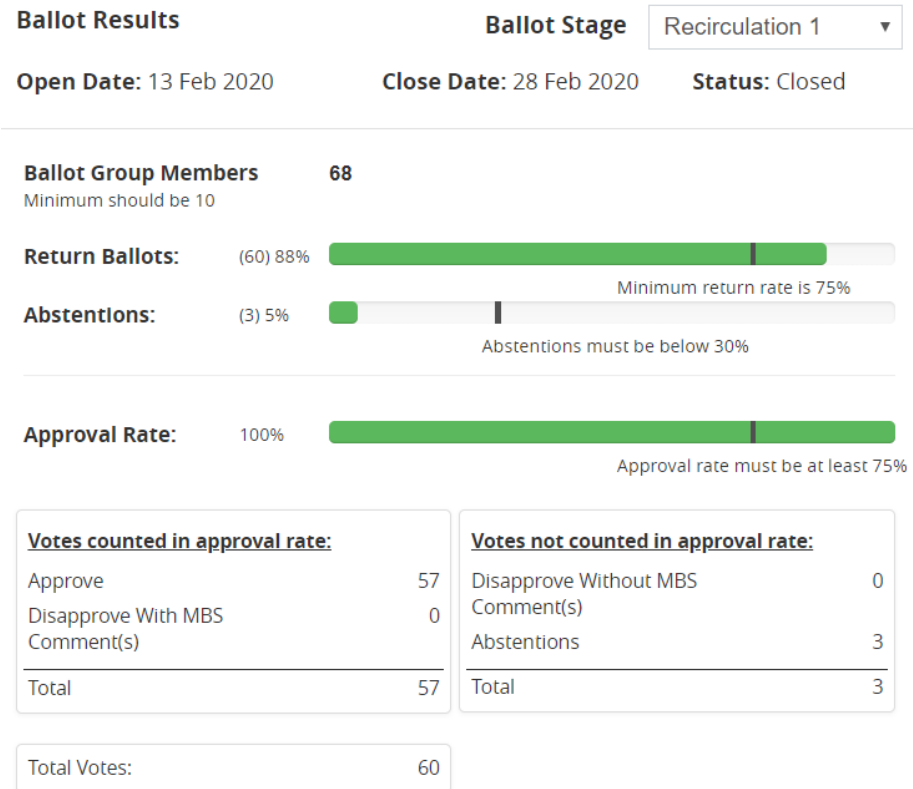 Ballot Results
Ballot Stage Recirculation 1
Open Date: 13 Feb 2020 Close Date: 28 Feb 2020 Status: Closed
Ballot Group Members 68
Minimum should be 10
Return Ballots: (60) 88%
Minimum return rate is 75%
Abstentions: (3) 5%
Abstentions must be below 30%
Approval Rate: 100%
Approval rate must be at least 75%
Votes counted in approval rate:
Approve 57
Disapprove With MBS 0
Comment(s)
Total 57
Votes not counted in approval rate:
Disapprove Without MBS 0
Comment(s)
Abstentions 3
Total 3
Total Votes: 60